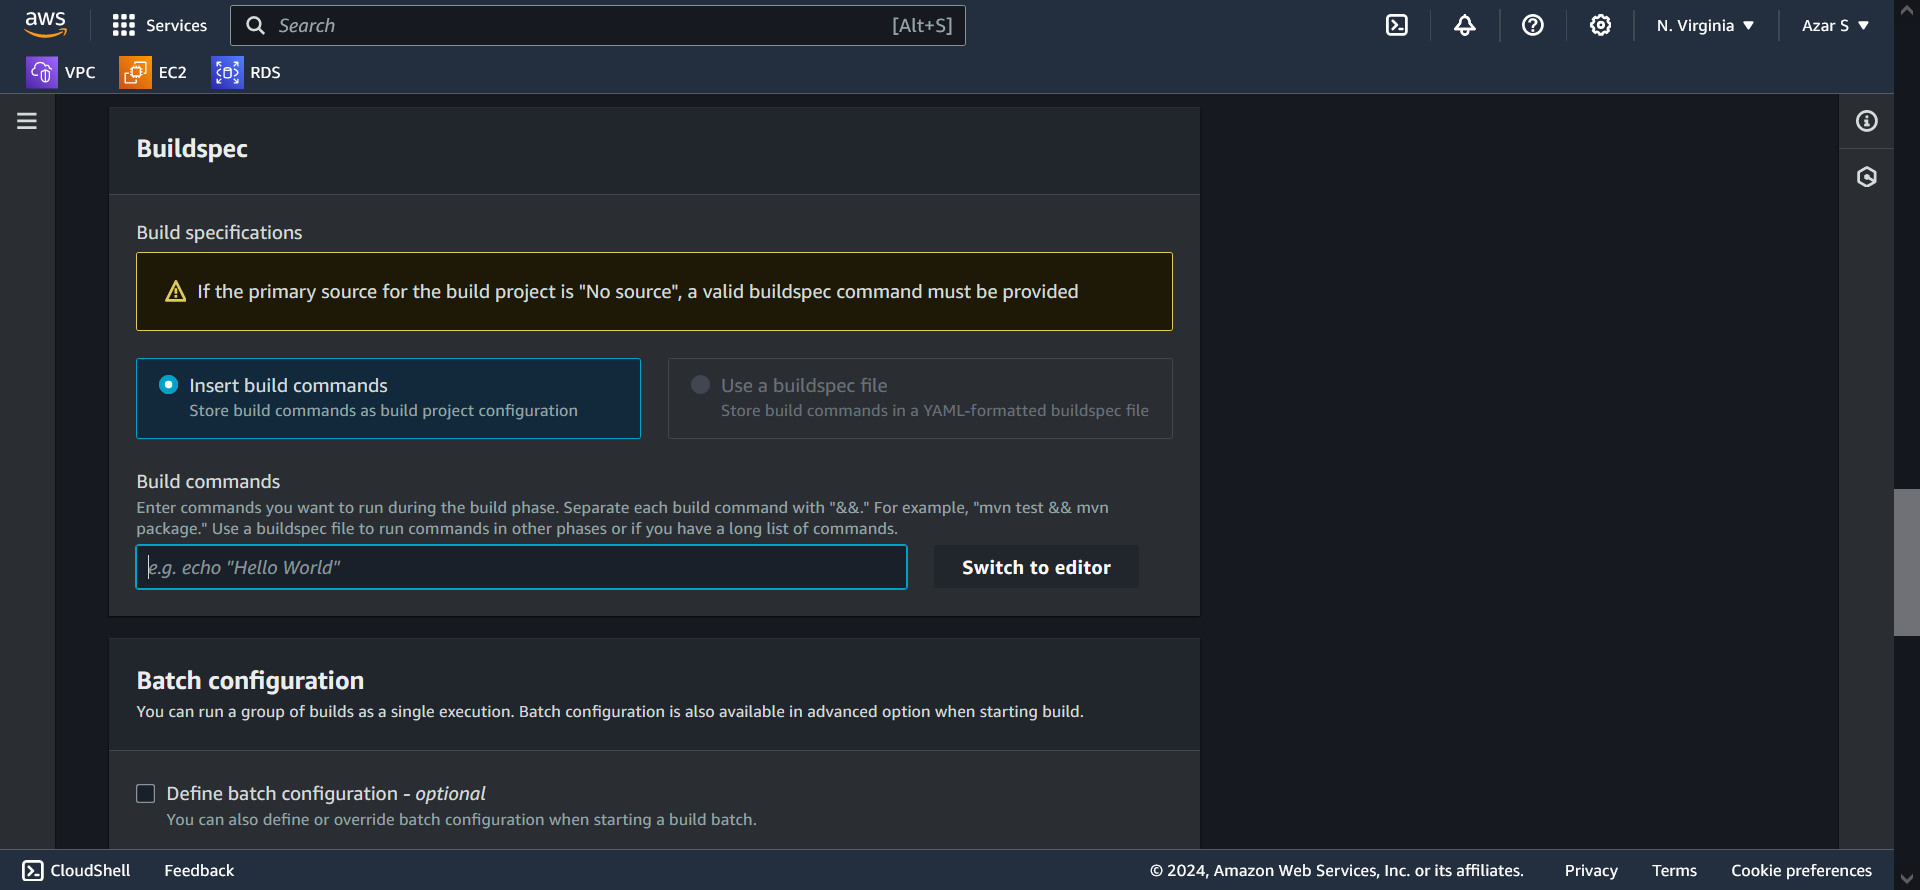 aws
Services
Search
[Alt+S]
N. Virginia
Azar S
VPC
EC2
RDS
Buildspec
Build specifications
If the primary source for the build project is "No source", a valid buildspec command must be provided
Insert build commands
Store build commands as build project configuration
Use a buildspec file
Store build commands in a YAML-formatted buildspec file
Build commands
Enter commands you want to run during the build phase. Separate each build command with "&&." For example, "mvn test && mvn
package." Use a buildspec file to run commands in other phases or if you have a long list of commands.
e.g. echo "Hello World"
Switch to editor
Batch configuration
You can run a group of builds as a single execution. Batch configuration is also available in advanced option when starting build.
Define batch configuration - optional
You can also define or override batch configuration when starting a build batch.
CloudShell
Feedback
© 2024, Amazon Web Services, Inc. or its affiliates.
Privacy
Terms
Cookie preferences